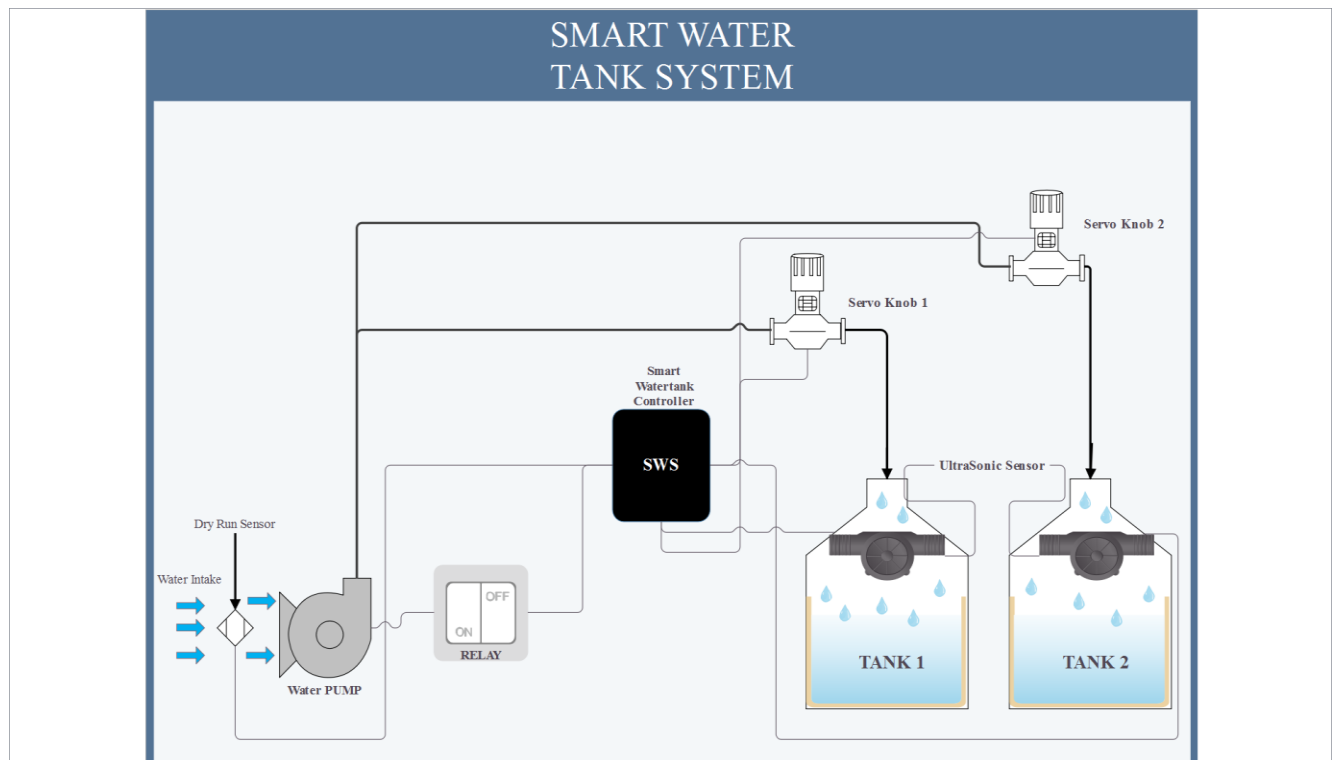 SMART WATER
TANK SYSTEM
Servo Knob 2
Servo Knob 1
Smart
Watertank
Controller
SWS
UltraSonic Sensor
Dry Run Sensor
Water Intake
OFF
ON
RELAY
Water PUMP
TANK 1
TANK 2